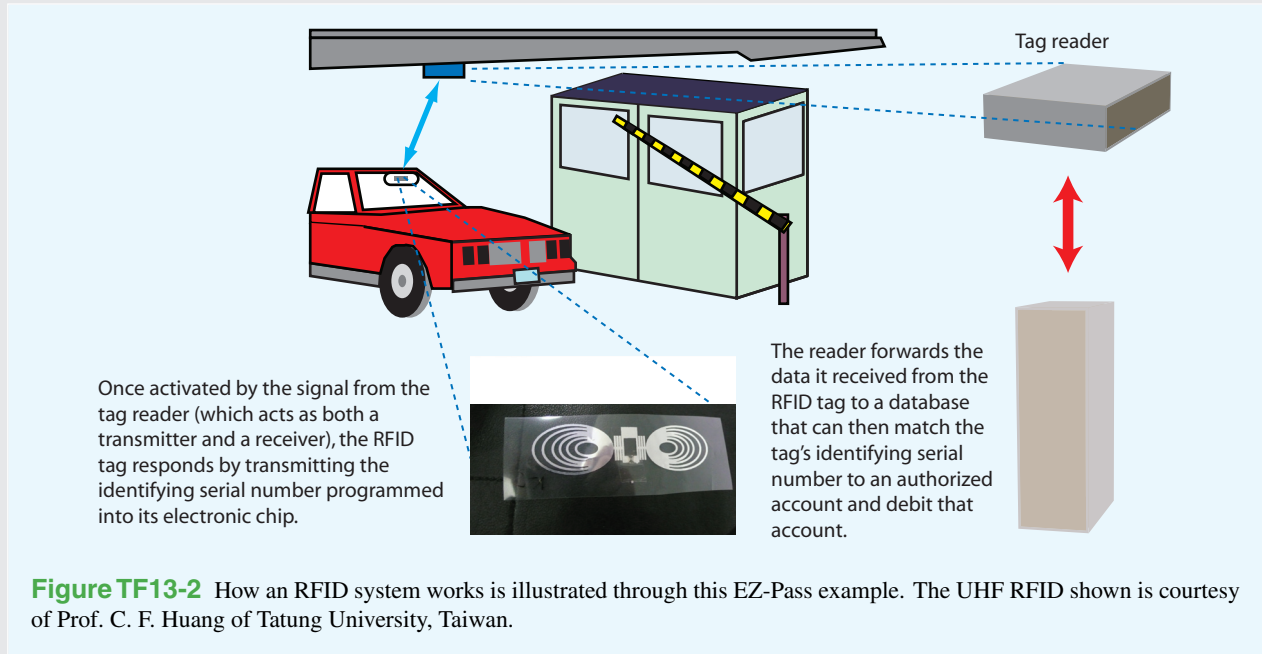 Tag reader
Once activated by the signal from the
tag reader (which acts as both a
transmitter and a receiver), the RFID
tag responds by transmitting the
identifying serial number programmed
into its electronic chip.
The reader forwards the
data it received from the
RFID tag to a database
that can then match the
tag's identifying serial
number to an authorized
account and debit that
account.
Figure TF13-2 How an RFID system works is illustrated through this EZ-Pass example. The UHF RFID shown is courtesy
of Prof. C. F. Huang of Tatung University, Taiwan.